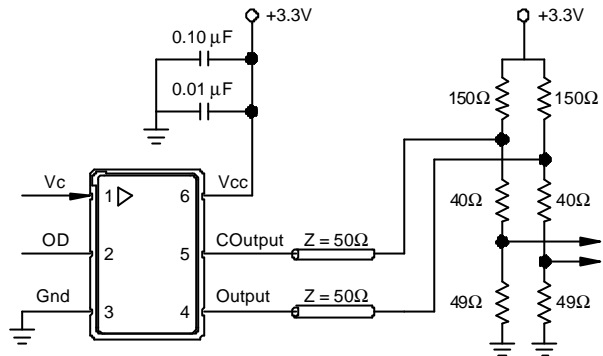 +3.3V
+3.3V
0.10 µF
0.01 µF
150Ω
150Ω
Vc
1
6
Vcc
40Ω
40Ω
OD
2
5
COutput
Z = 50Ω
Gnd
3
4
Output
Z = 50Ω
49Ω
49Ω